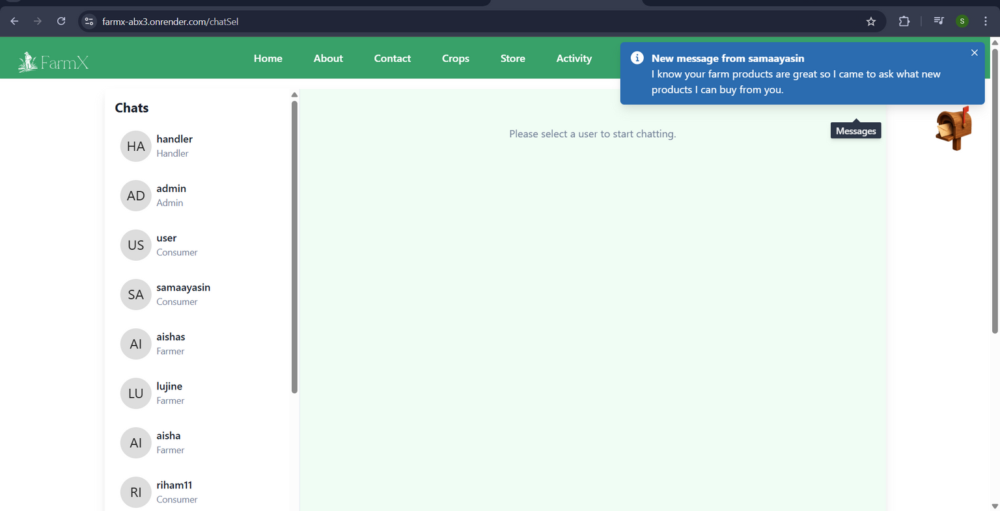 farmx-abx3.onrender.com/chatSel
S
FarmX
Home
About
Contact
Crops
Store
Activity
New message from samaayasin
I know your farm products are great so I came to ask what new
products I can buy from you.
Messages
Chats
HA
handler
Handler
AD
admin
Admin
US
user
Consumer
SA
samaayasin
Consumer
AI
aishas
Farmer
LU
lujine
Farmer
AI
aisha
Farmer
RI
riham11
Consumer
Please select a user to start chatting.